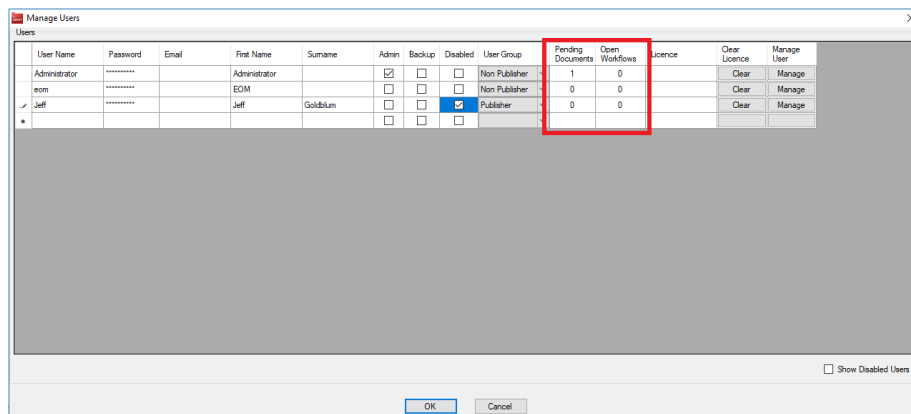 Manage Users
Users
User Name Password Email First Name Surname Admin Backup Disabled User Group Pending Documents Open Workflows Licence Clear Licence Manage User
Administrator ********** Administrator Non Publisher 1 0 Clear Manage
eom ********** EOM Non Publisher 0 0 Clear Manage
Jeff ********** Jeff Goldblum Publisher 0 0 Clear Manage
Show Disabled Users
OK Cancel